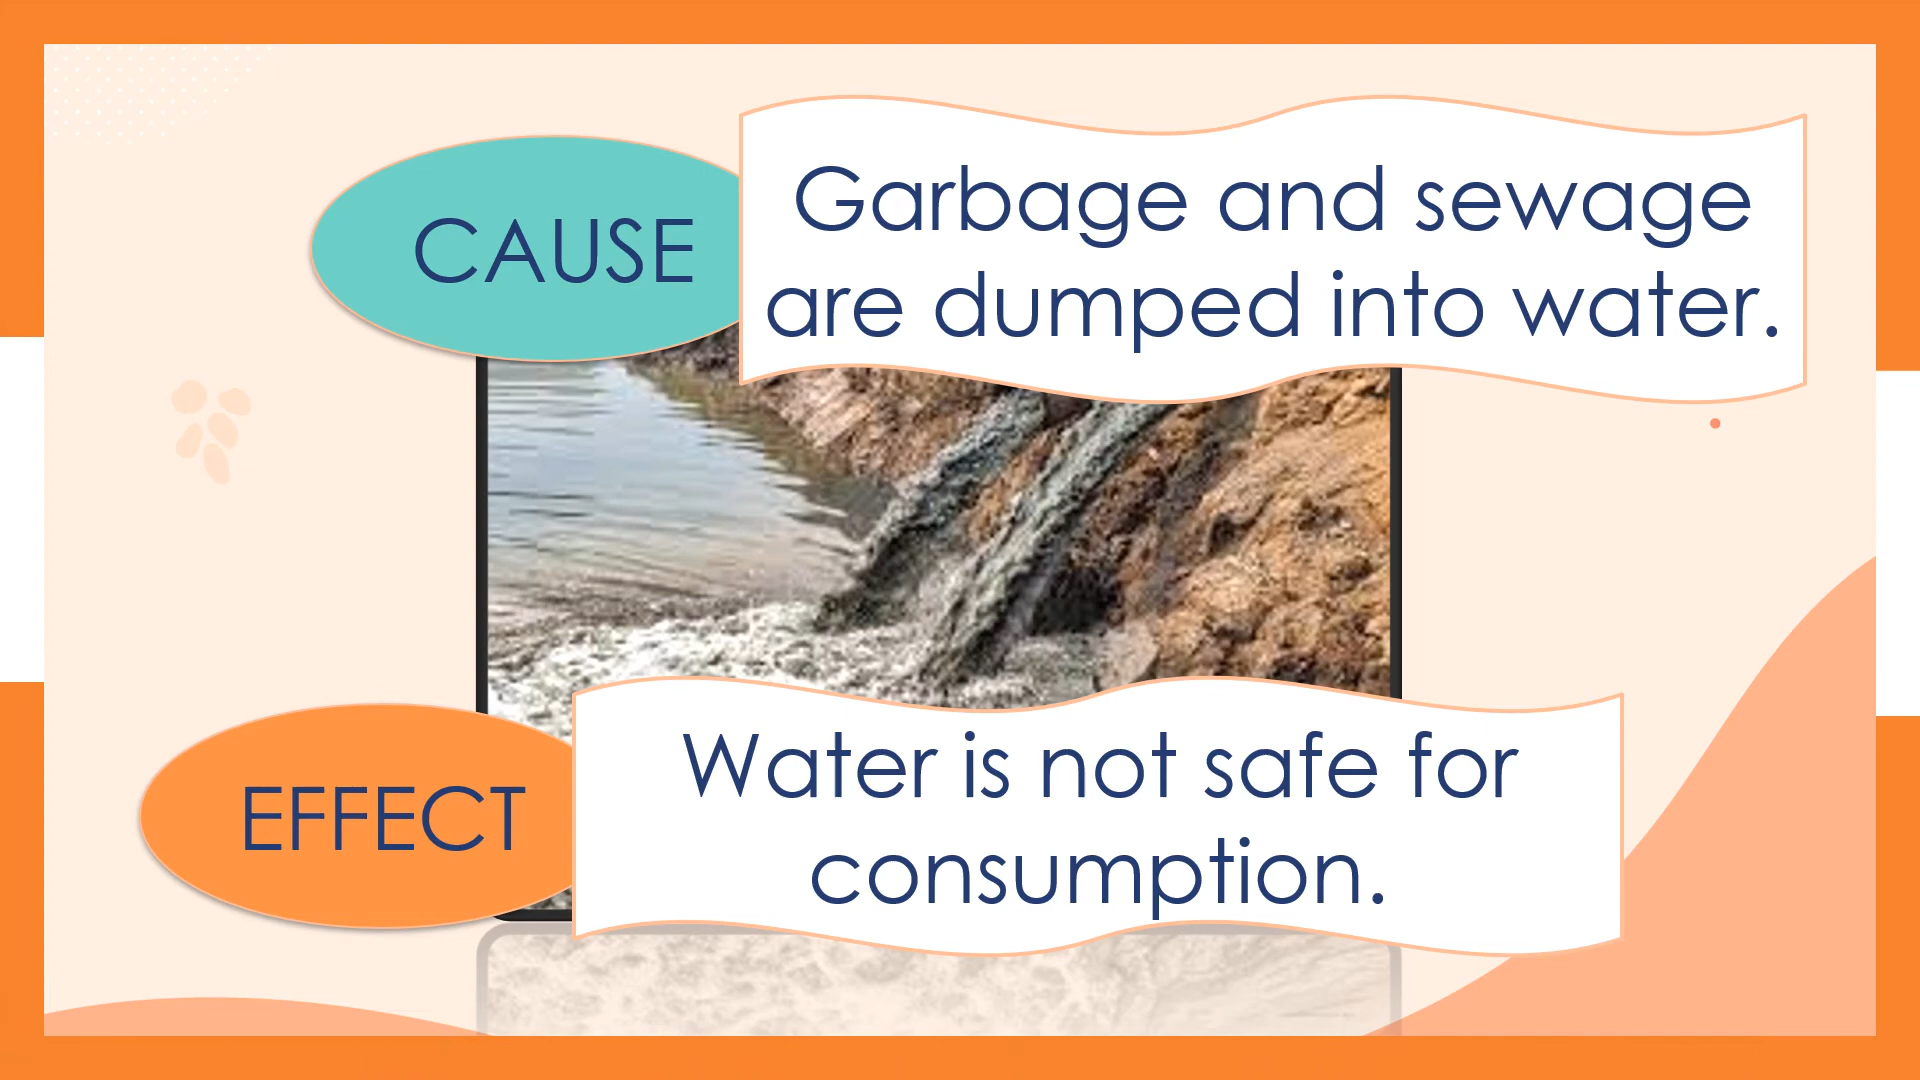 CAUSE
Garbage and sewage
are dumped into water.
EFFECT
Water is not safe for
consumption.